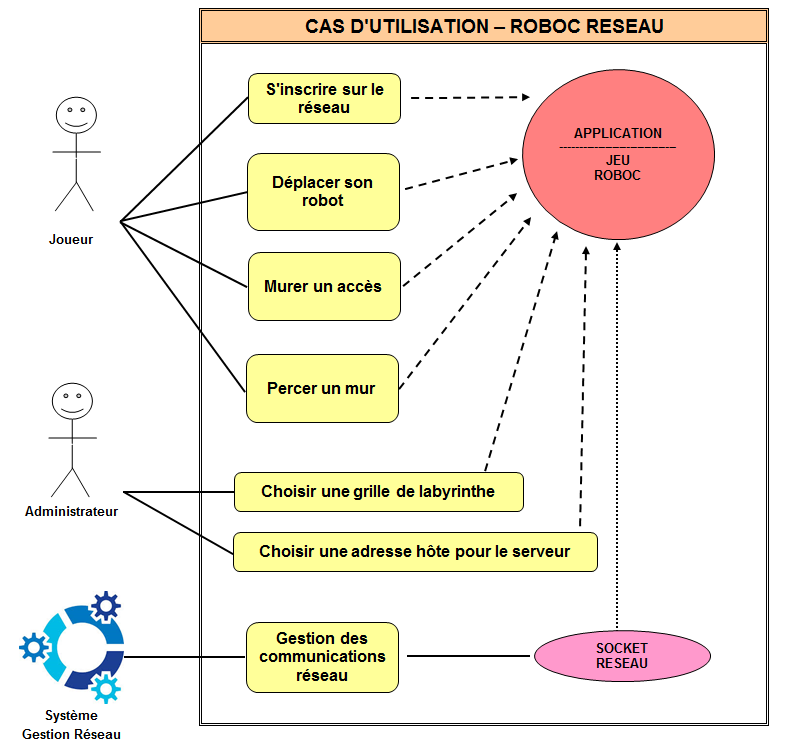 CAS D'UTILISATION – ROBOC RESEAU
S'inscrire sur le
réseau
APPLICATION
------------------------------
JEU
ROBOC
Déplacer son
robot
Joueur
Murer un accès
Percer un mur
Administrateur
Choisir une grille de labyrinthe
Choisir une adresse hôte pour le serveur
Gestion des
communications
réseau
SOCKET
RESEAU
Système
Gestion Réseau